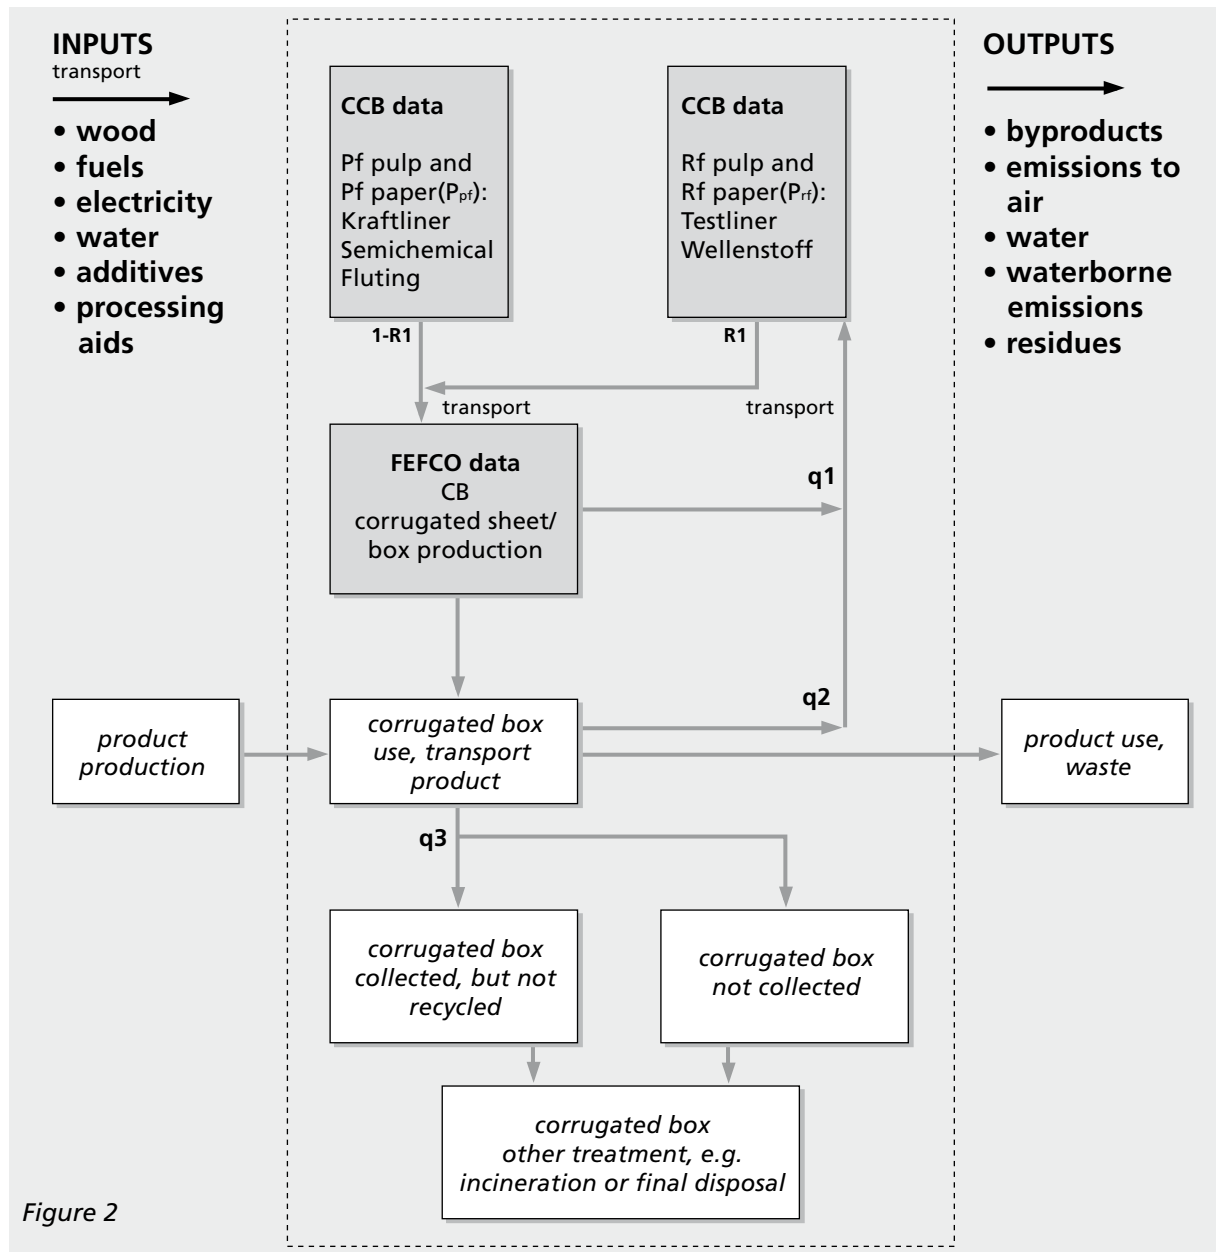 INPUTS
transport
• wood
• fuels
• electricity
• water
• additives
• processing
aids
CCB data
Pf pulp and
Pf paper(Ppf):
Kraftliner
Semichemical
Fluting
CCB data
Rf pulp and
Rf paper(Prf):
Testliner
Wellenstoff
OUTPUTS
• byproducts
• emissions to
air
• water
• waterborne
emissions
• residues
1-R1
R1
transport
transport
FEFCO data
CB
corrugated sheet/
box production
q1
q2
product
production
corrugated box
use, transport
product
product use,
waste
q3
corrugated box
collected, but not
recycled
corrugated box
not collected
corrugated box
other treatment, e.g.
incineration or final disposal
Figure 2